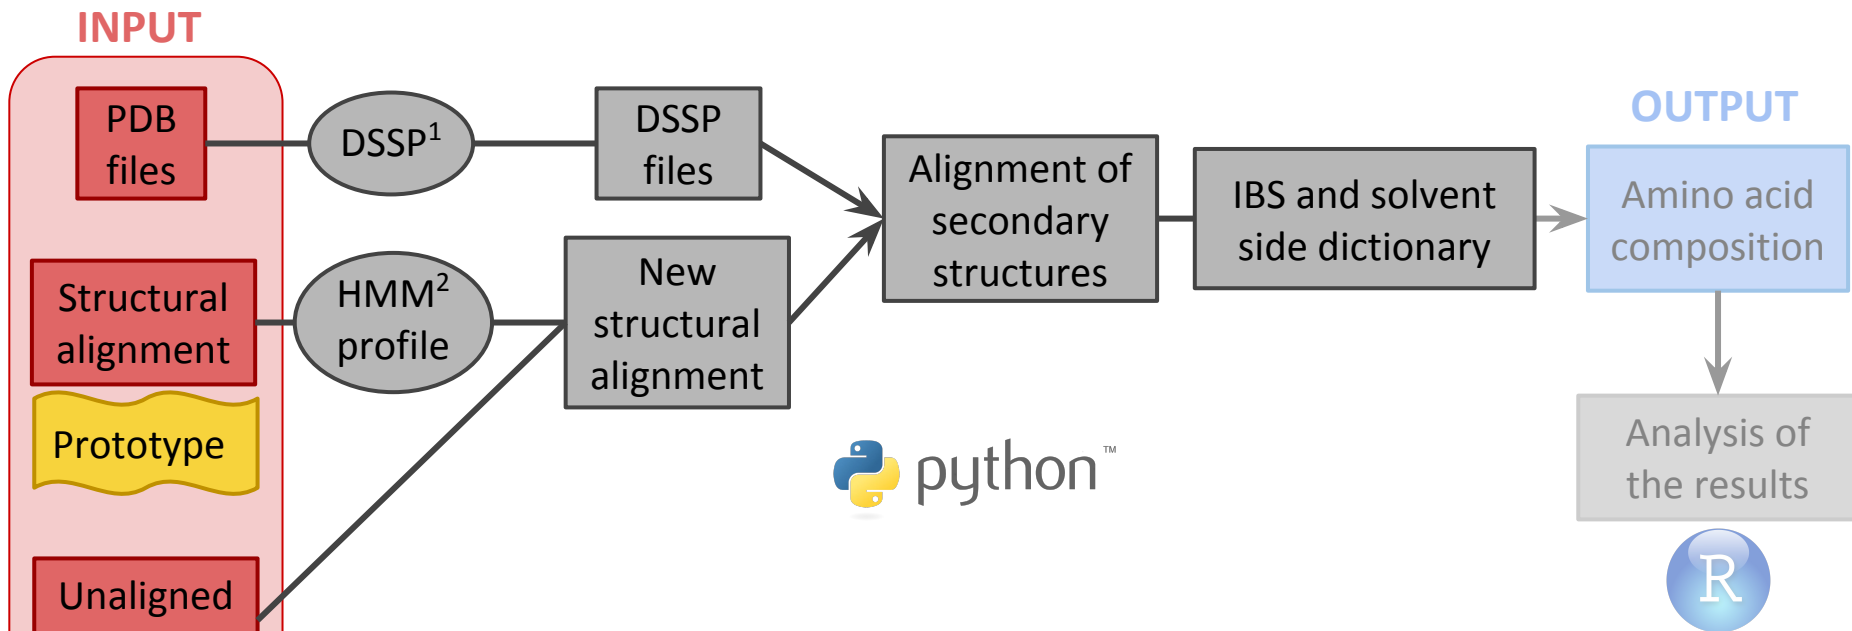 INPUT
PDB
files
DSSP¹
DSSP
files
Alignment of
secondary
structures
IBS and solvent
side dictionary
OUTPUT
Amino acid
composition
Structural
alignment
HMM²
profile
New
structural
alignment
Prototype
python™
Analysis of
the results
Unaligned
R